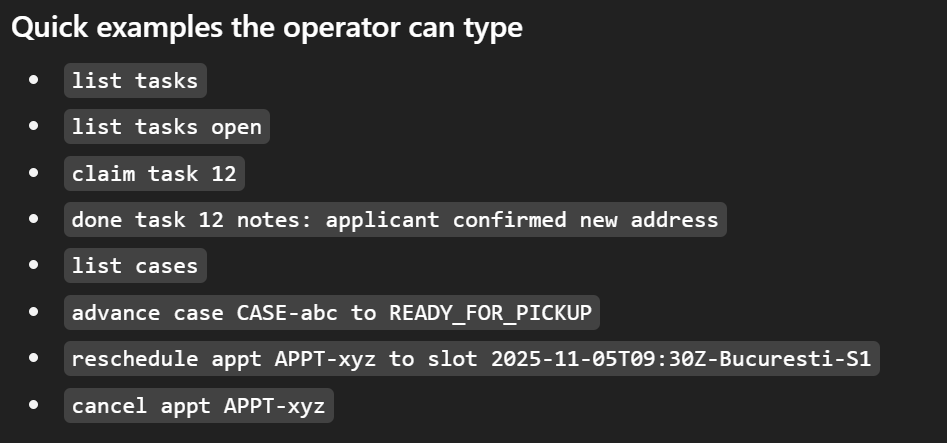 Quick examples the operator can type
list tasks
list tasks open
claim task 12
done task 12 notes: applicant confirmed new address
list cases
advance case CASE-abc to READY_FOR_PICKUP
reschedule appt APPT-xyz to slot 2025-11-05T09:30Z-Bucuresti-S1
cancel appt APPT-xyz